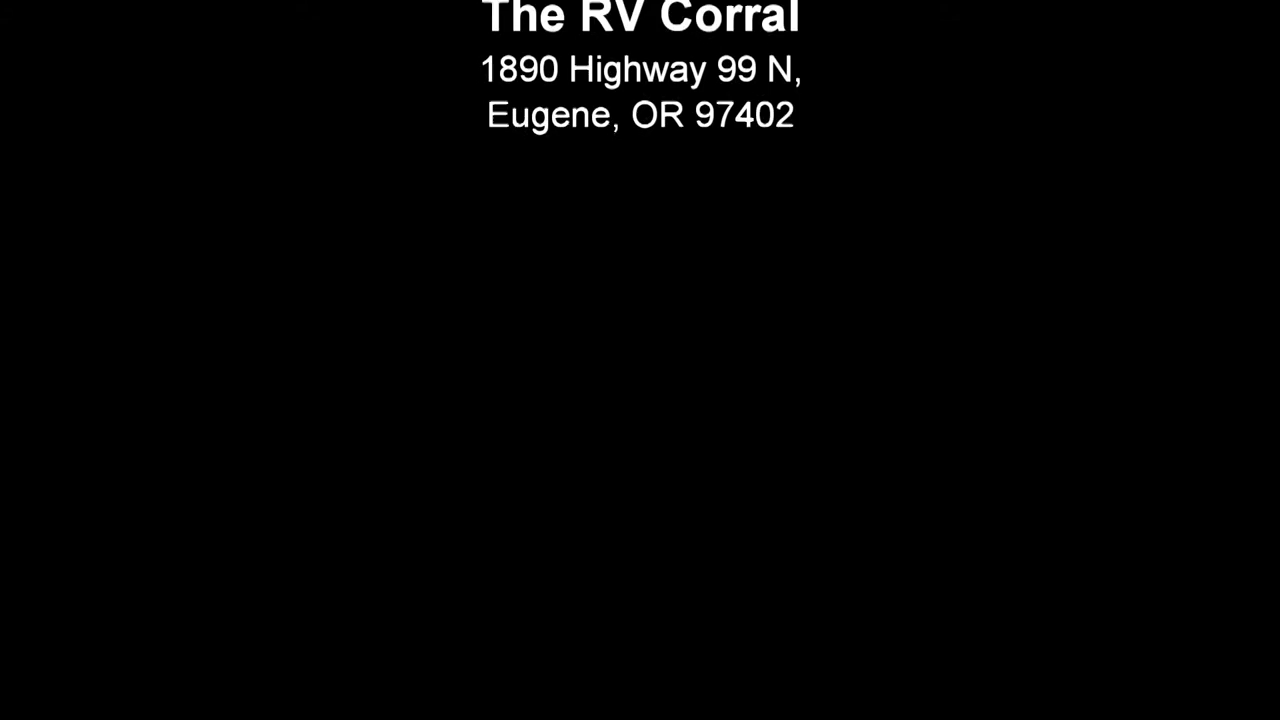 The RV Corral
1890 Highway 99 N,
Eugene, OR 97402